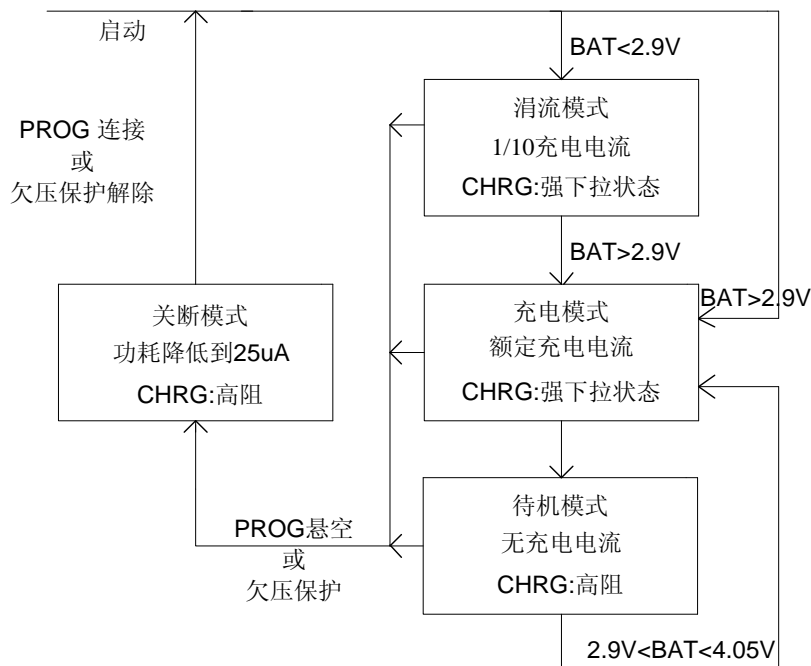 启动
BAT<2.9V
PROG 连接
或
欠压保护解除
涓流模式
1/10充电电流
CHRG:强下拉状态
BAT>2.9V
BAT>2.9V
关断模式
功耗降低到25uA
CHRG:高阻
充电模式
额定充电电流
CHRG:强下拉状态
PROG悬空
或
欠压保护
待机模式
无充电电流
CHRG:高阻
2.9V<BAT<4.05V